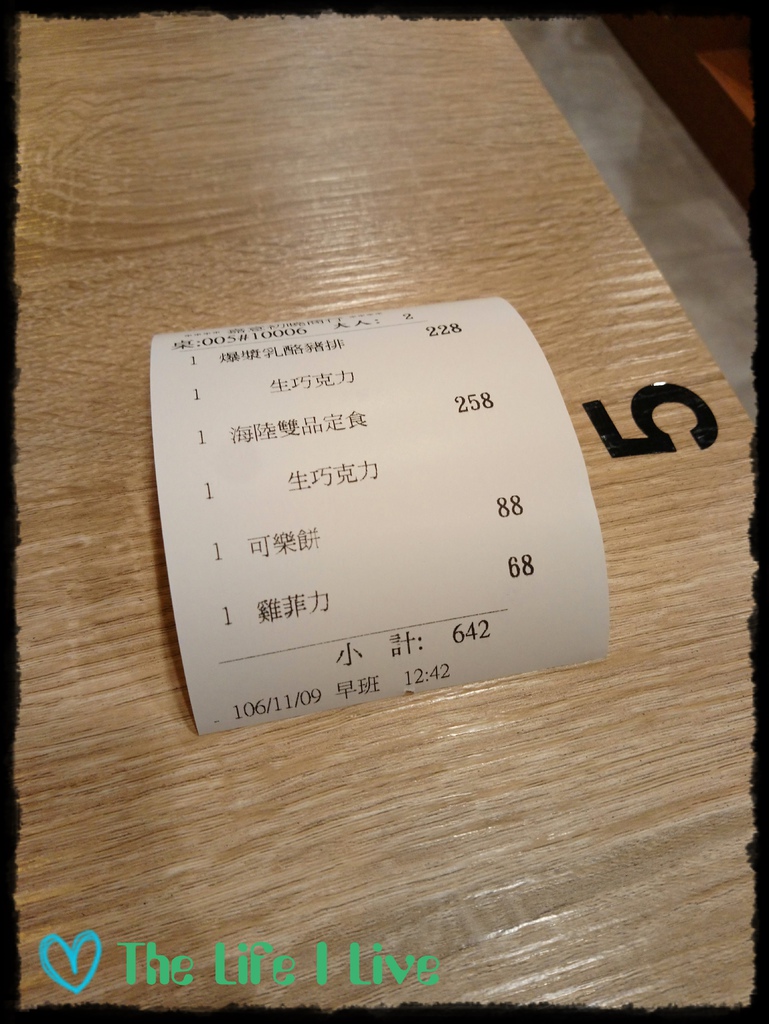 桌:005#10006 大人: 2
1 爆漿乳酪豬排 228
1 生巧克力
1 海陸雙品定食 258
1 生巧克力
1 可樂餅 88
1 雞菲力 68
小 計: 642
106/11/09 早班 12:42
5
The Life I Live